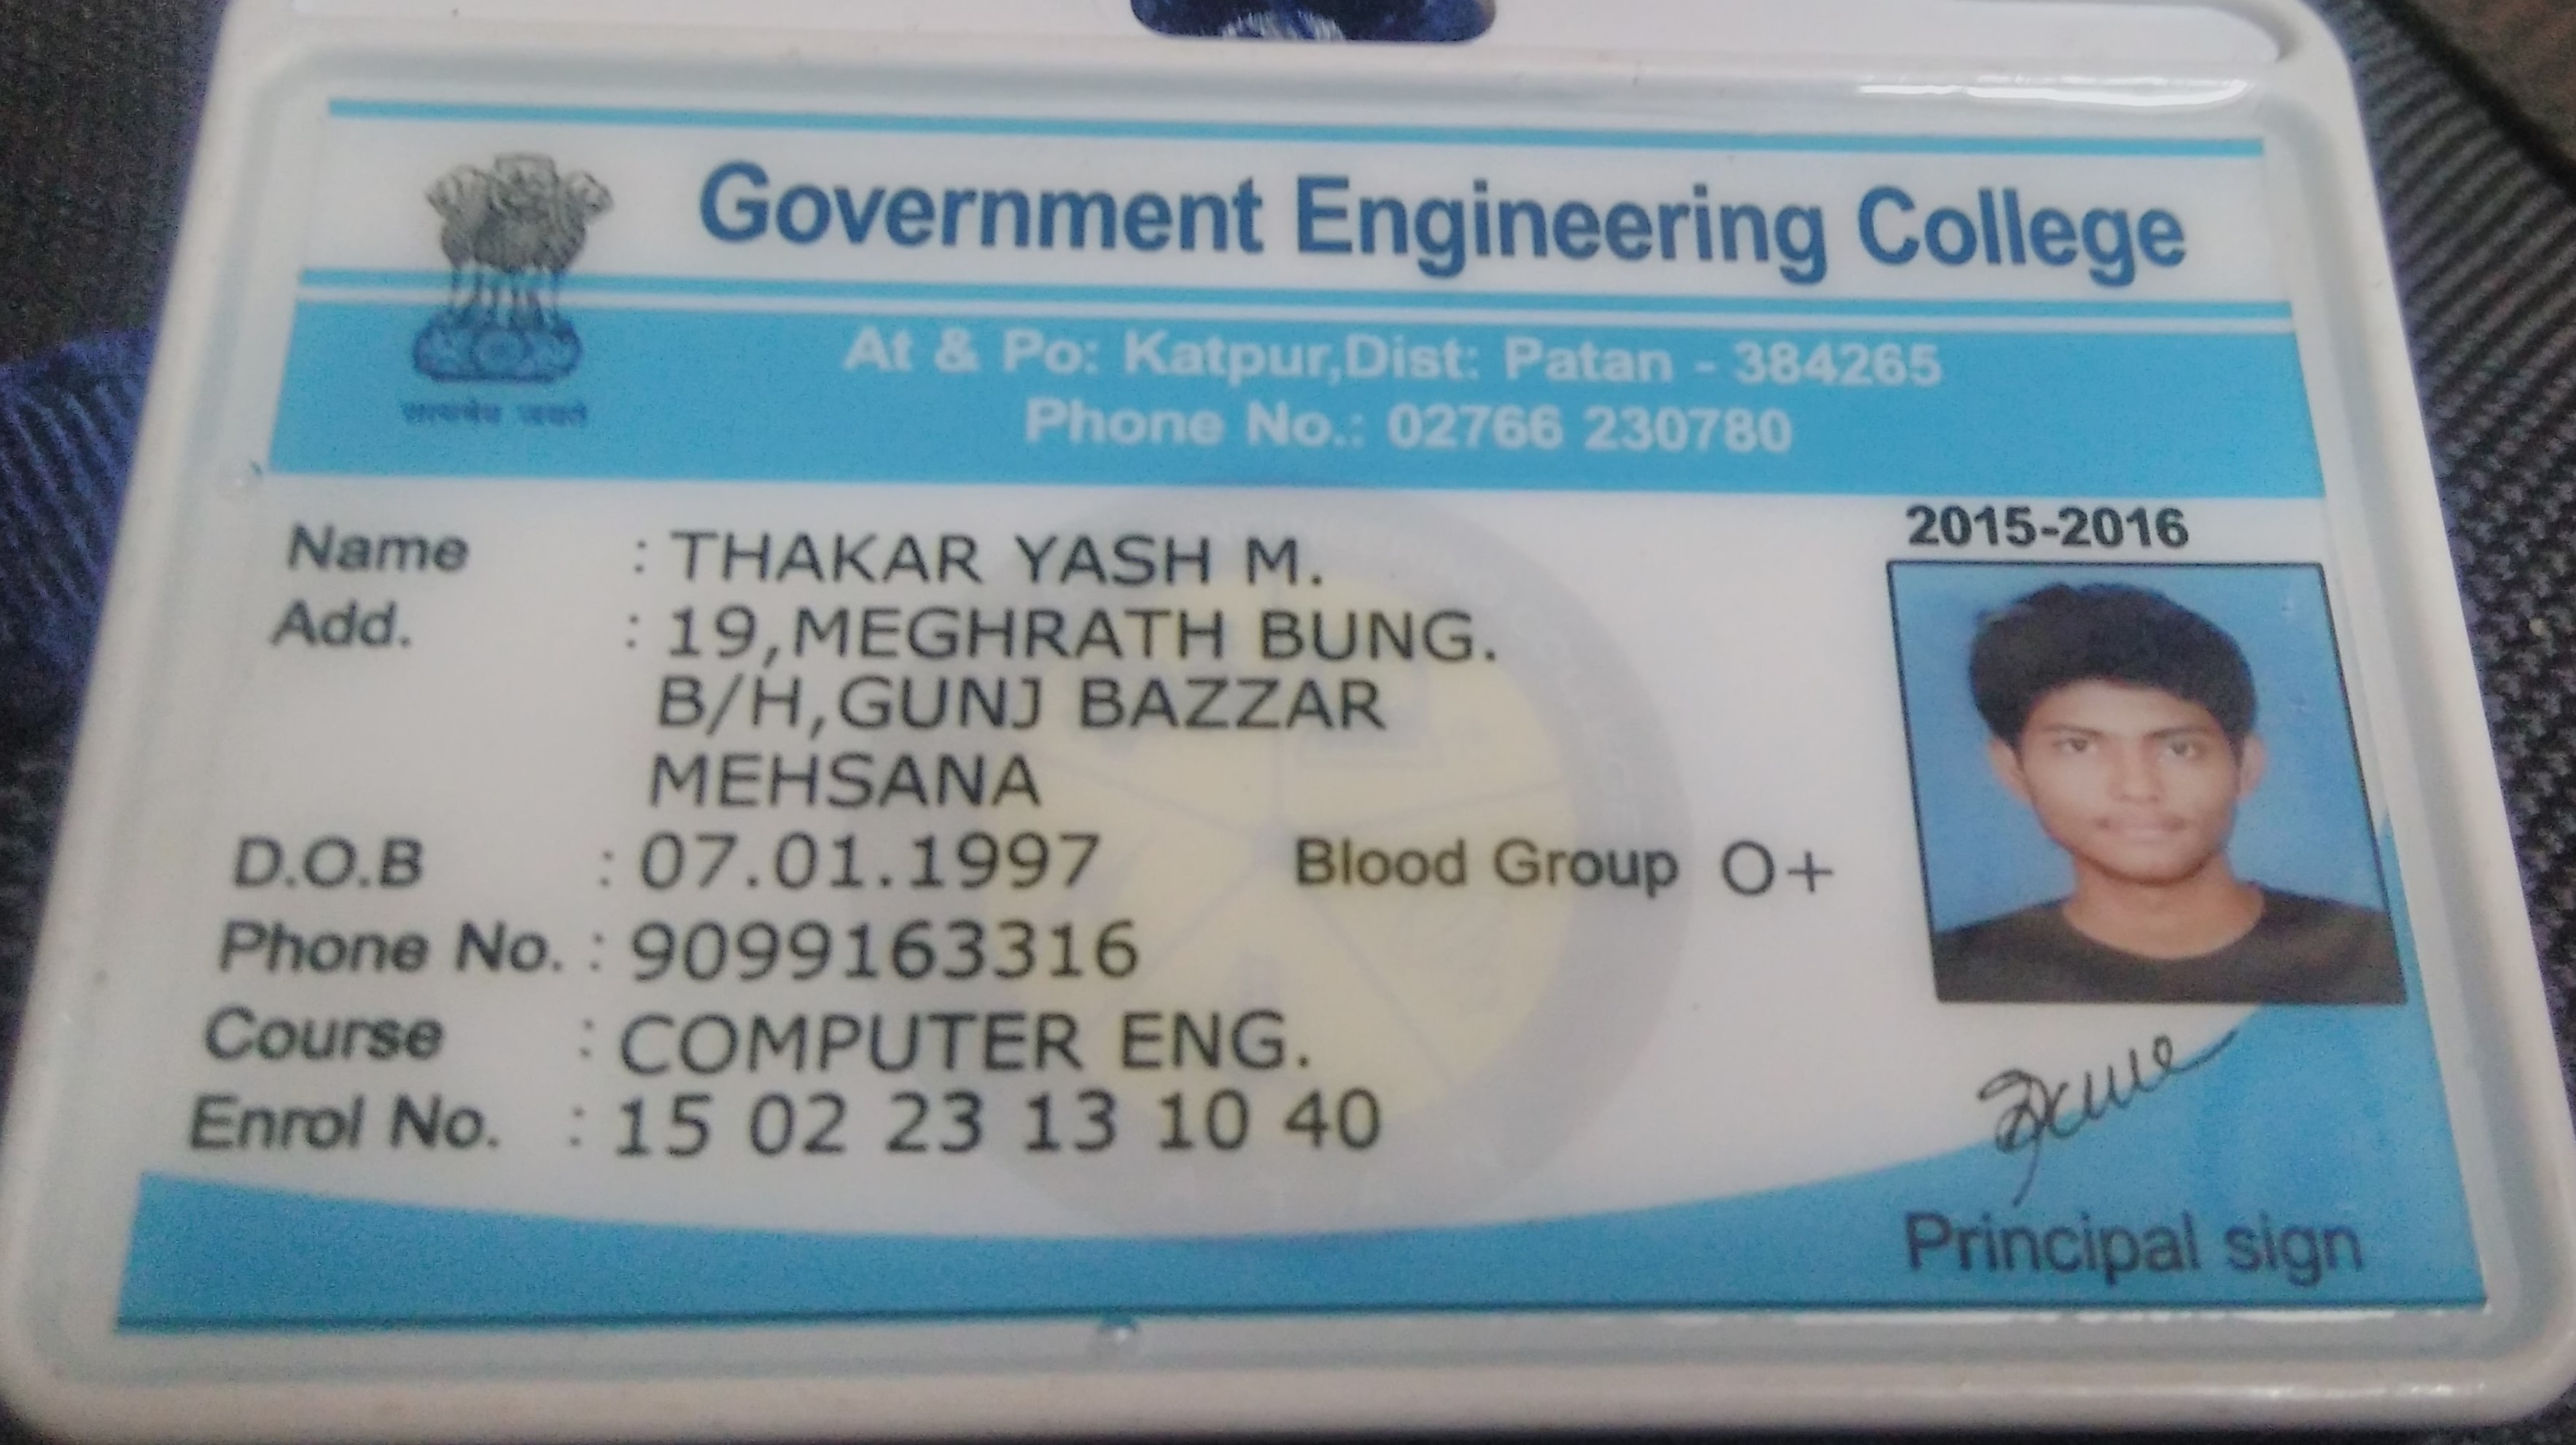 Government Engineering College
At & Po: Katpur,Dist: Patan - 384265
Phone No.: 02766 230780
सत्यमेव जयते
2015-2016
Name : THAKAR YASH M.
Add. : 19,MEGHRATH BUNG.
B/H,GUNJ BAZZAR
MEHSANA
D.O.B : 07.01.1997 Blood Group O+
Phone No. : 9099163316
Course : COMPUTER ENG.
Enrol No. : 15 02 23 13 10 40
Principal sign